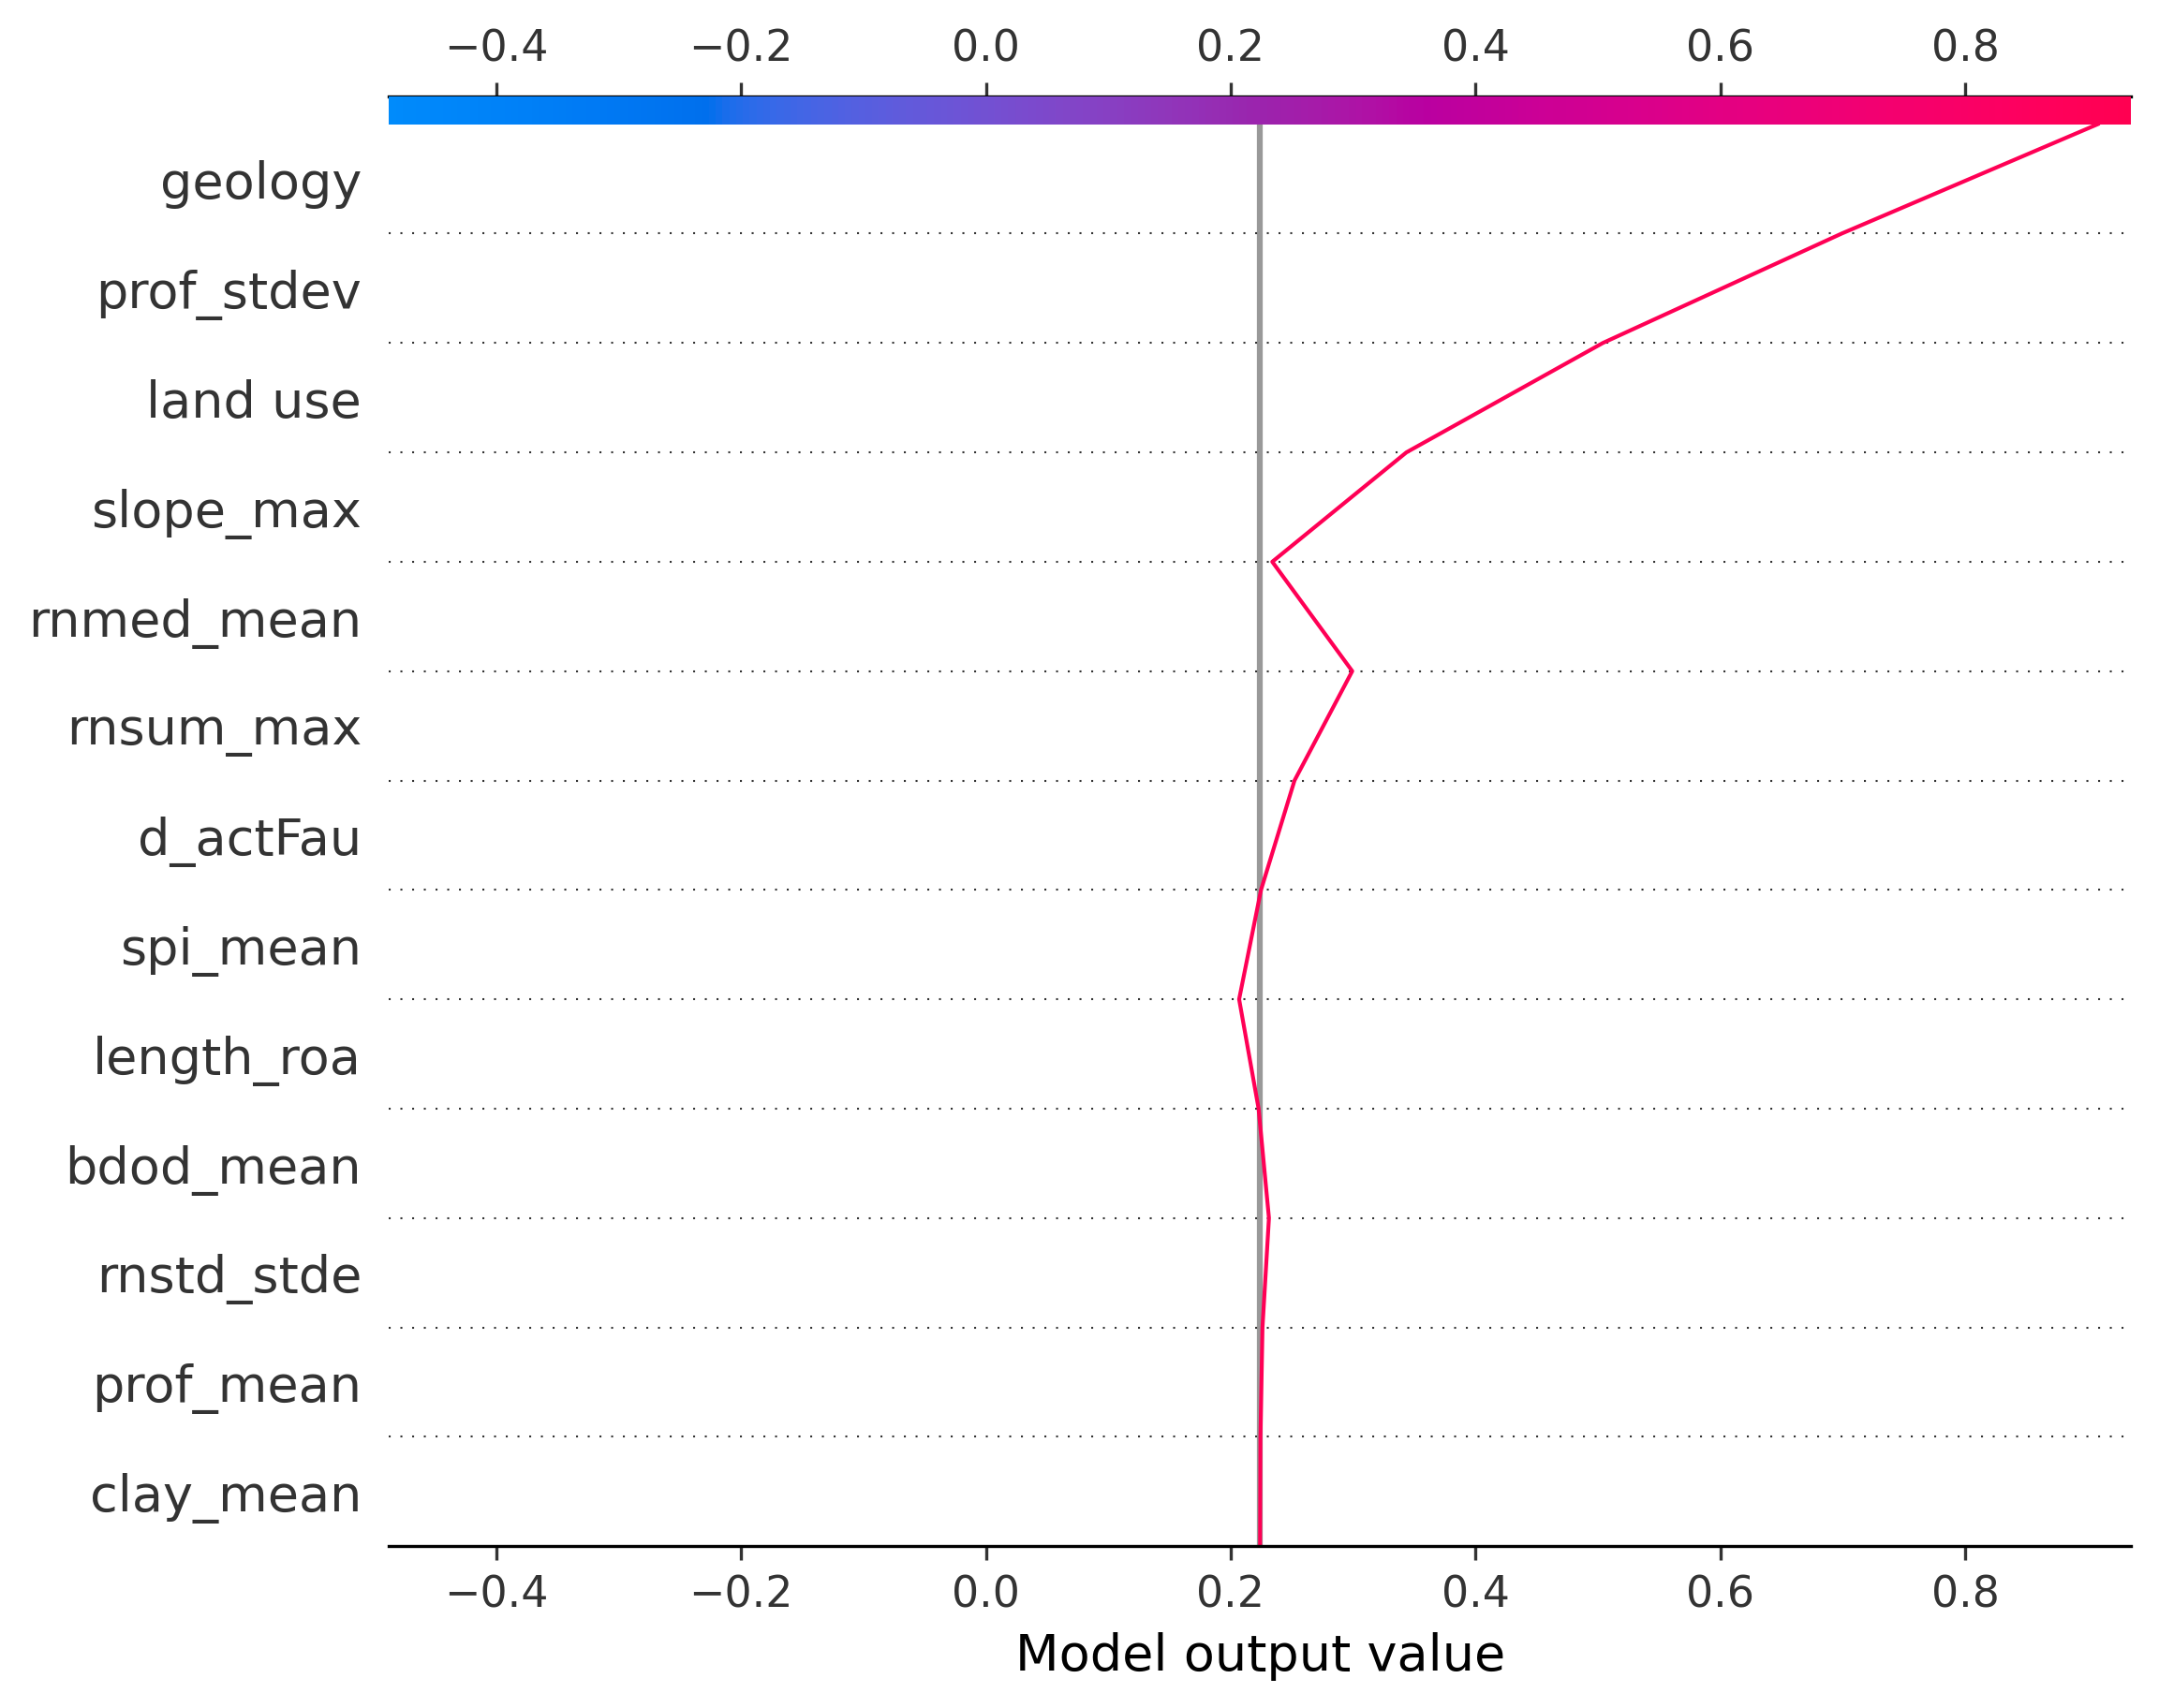 −0.4 −0.2 0.0 0.2 0.4 0.6 0.8
geology
prof_stdev
land use
slope_max
rnmed_mean
rnsum_max
d_actFau
spi_mean
length_roa
bdod_mean
rnstd_stde
prof_mean
clay_mean
−0.4 −0.2 0.0 0.2 0.4 0.6 0.8
Model output value